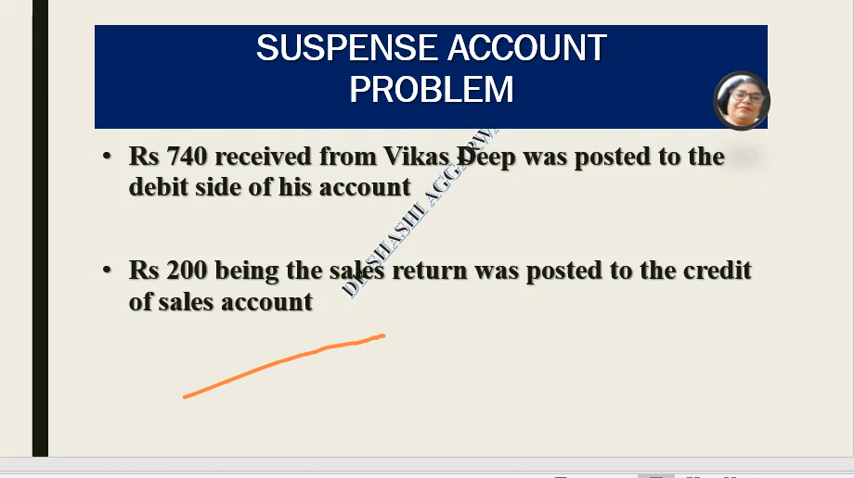 SUSPENSE ACCOUNT
PROBLEM
• Rs 740 received from Vikas Deep was posted to the
debit side of his account
• Rs 200 being the sales return was posted to the credit
of sales account
SHASHI